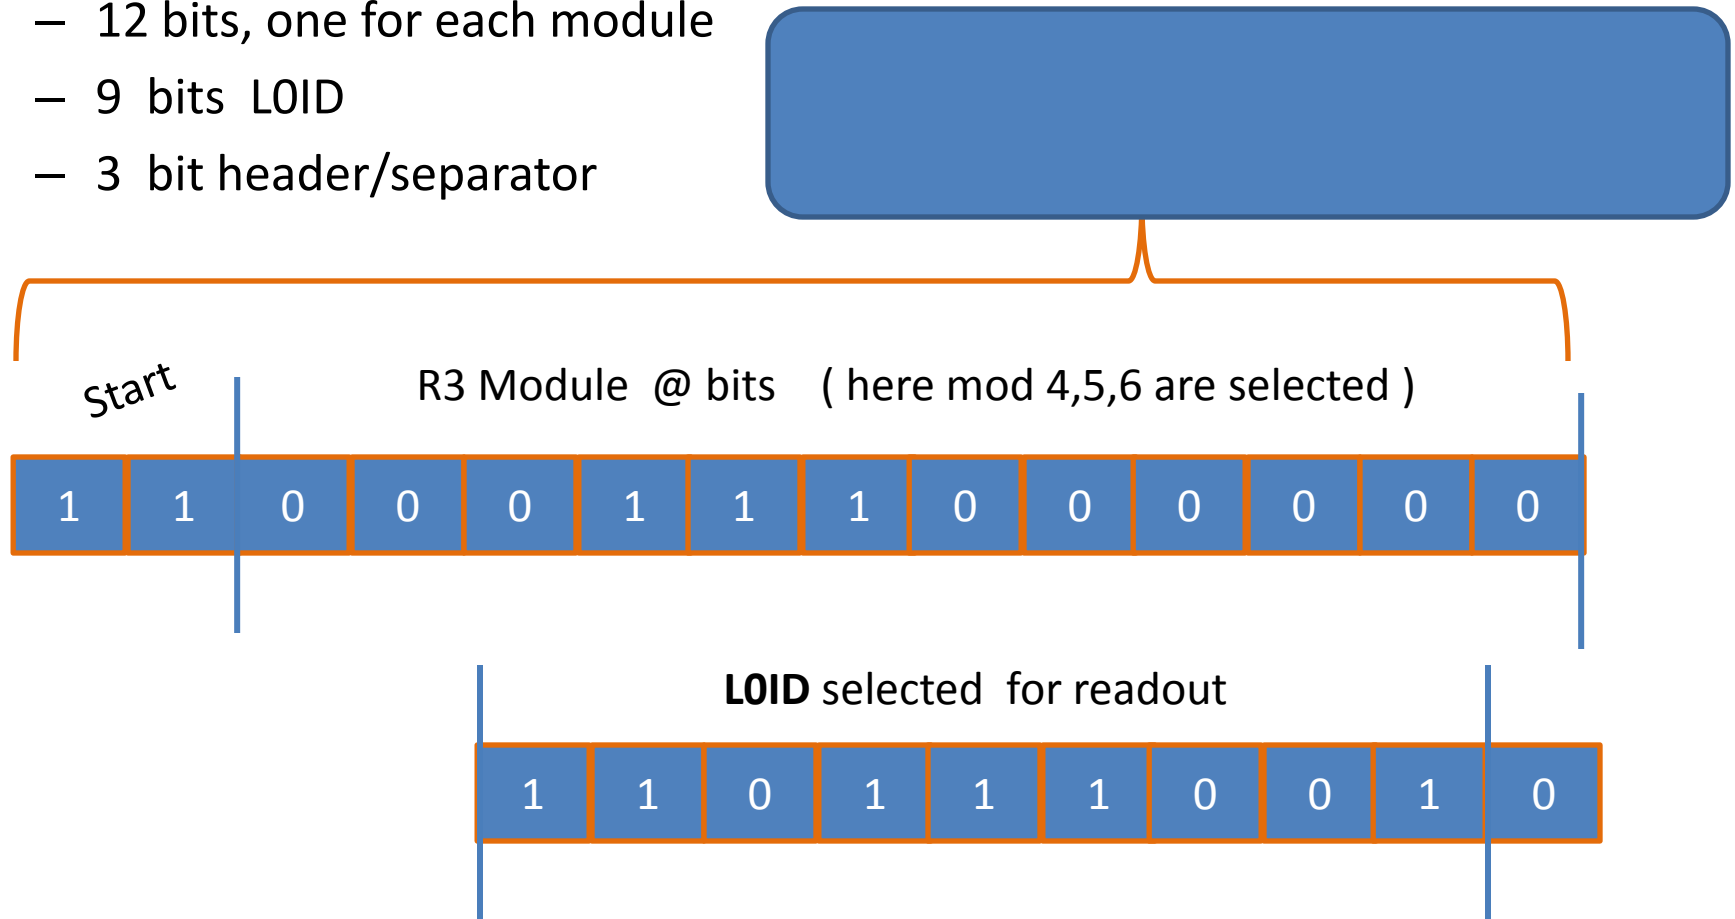 – 12 bits, one for each module
– 9 bits L0ID
– 3 bit header/separator
Start
R3 Module @ bits ( here mod 4,5,6 are selected )
1 1 0 0 0 1 1 1 0 0 0 0 0 0
L0ID selected for readout
1 1 0 1 1 1 0 0 1 0